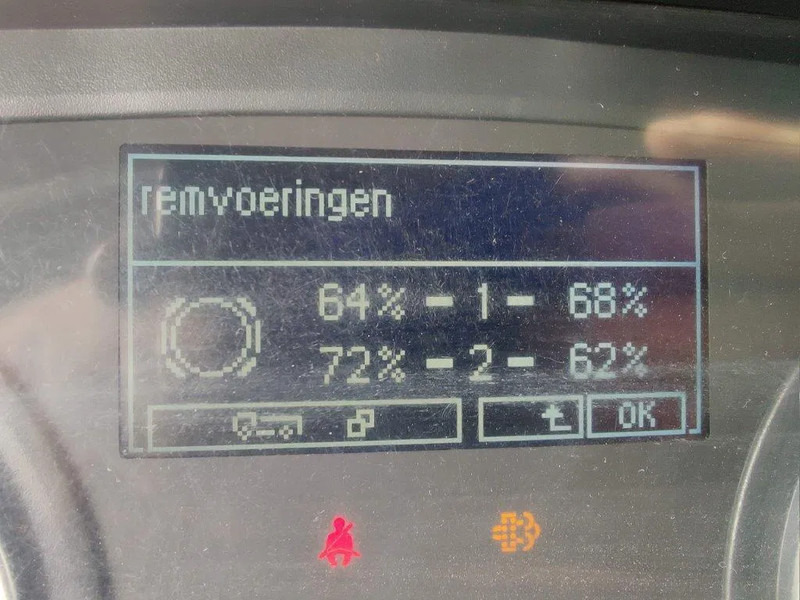 remvoeringen
64% - 1 - 68%
72% - 2 - 62%
OK